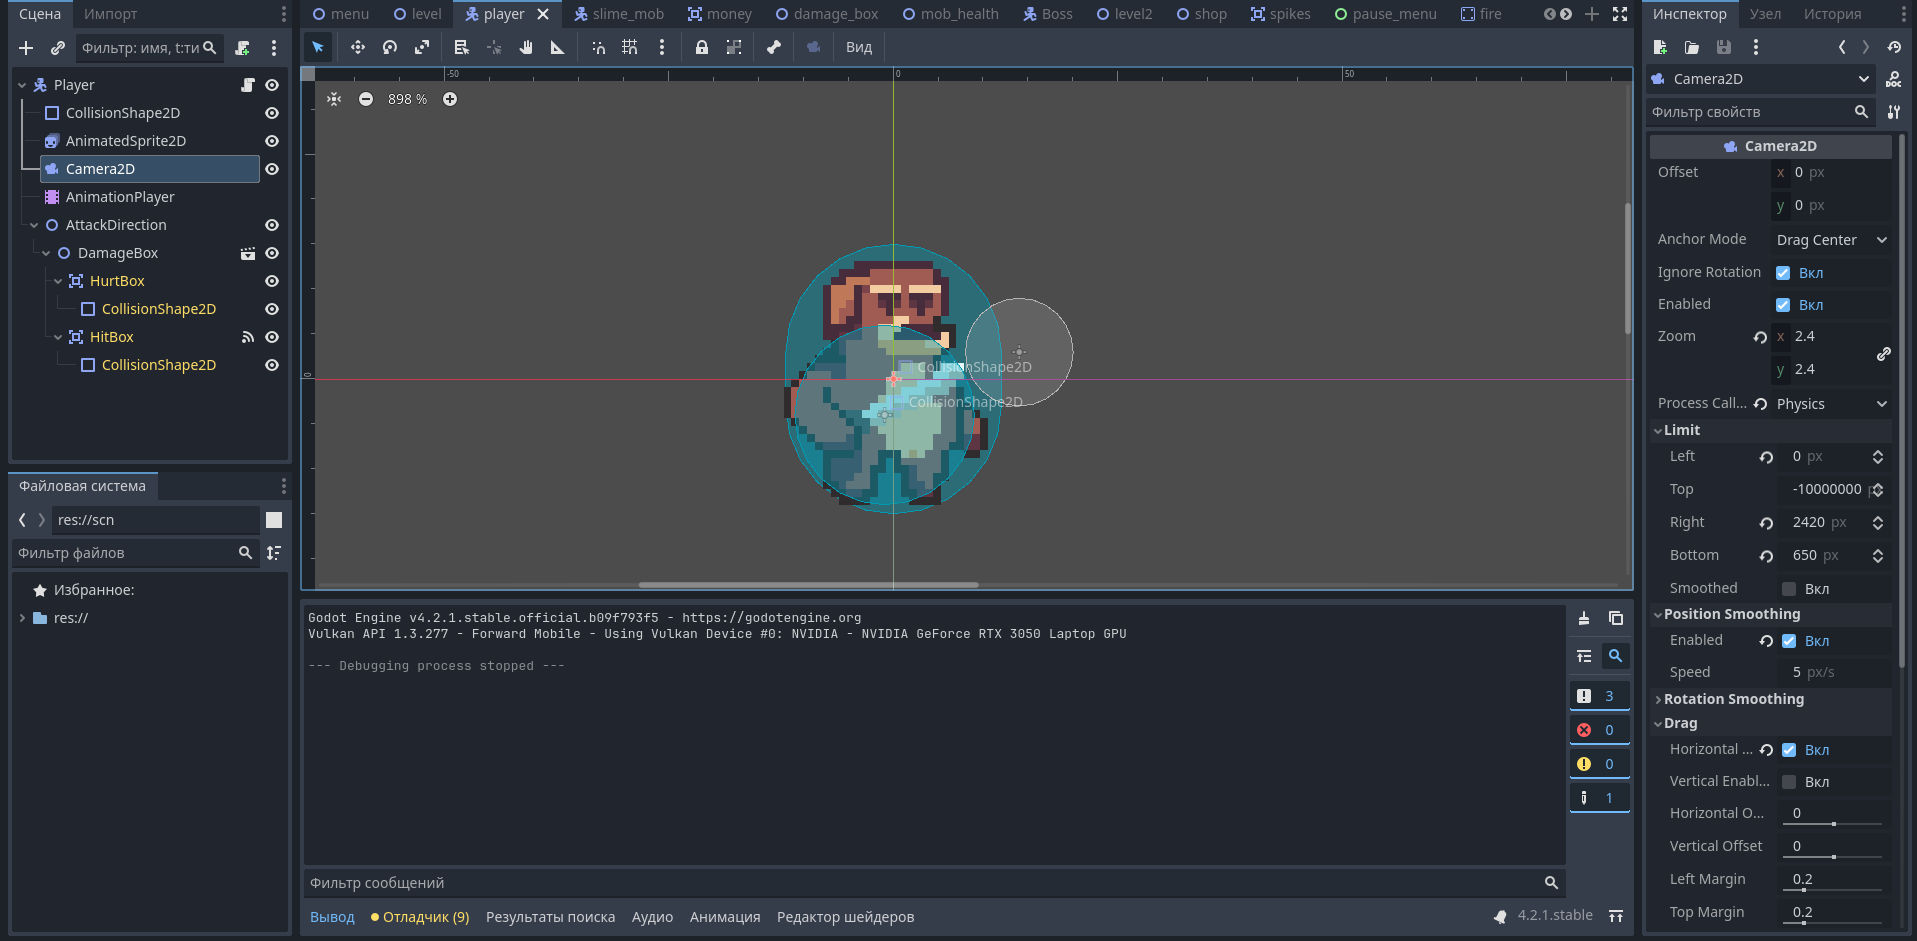 Сцена
Импорт
Фильтр: имя, t:ти
Player
CollisionShape2D
AnimatedSprite2D
Camera2D
AnimationPlayer
AttackDirection
DamageBox
HurtBox
CollisionShape2D
HitBox
CollisionShape2D
Файловая система
res://scn
Фильтр файлов
Избранное:
res://
menu
level
player
slime_mob
money
damage_box
mob_health
Boss
level2
shop
spikes
pause_menu
fire
Вид
-50
0
50
0
898 %
CollisionShape2D
CollisionShape2D
Godot Engine v4.2.1.stable.official.b09f793f5 - https://godotengine.org
Vulkan API 1.3.277 - Forward Mobile - Using Vulkan Device #0: NVIDIA - NVIDIA GeForce RTX 3050 Laptop GPU
--- Debugging process stopped ---
3
0
0
1
Фильтр сообщений
Вывод
Отладчик (9)
Результаты поиска
Аудио
Анимация
Редактор шейдеров
4.2.1.stable
Инспектор
Узел
История
Camera2D
Фильтр свойств
Camera2D
Offset
x 0 px
y 0 px
Anchor Mode
Drag Center
Ignore Rotation
Вкл
Enabled
Вкл
Zoom
x 2.4
y 2.4
Process Call...
Physics
Limit
Left
0 px
Top
-10000000
Right
2420 px
Bottom
650 px
Smoothed
Вкл
Position Smoothing
Enabled
Вкл
Speed
5 px/s
Rotation Smoothing
Drag
Horizontal ...
Вкл
Vertical Enabl...
Вкл
Horizontal O...
0
Vertical Offset
0
Left Margin
0.2
Top Margin
0.2